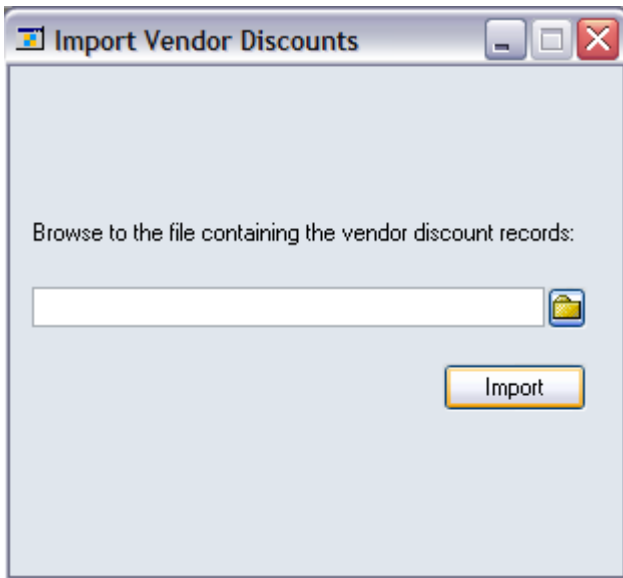 Import Vendor Discounts
Browse to the file containing the vendor discount records:
Import